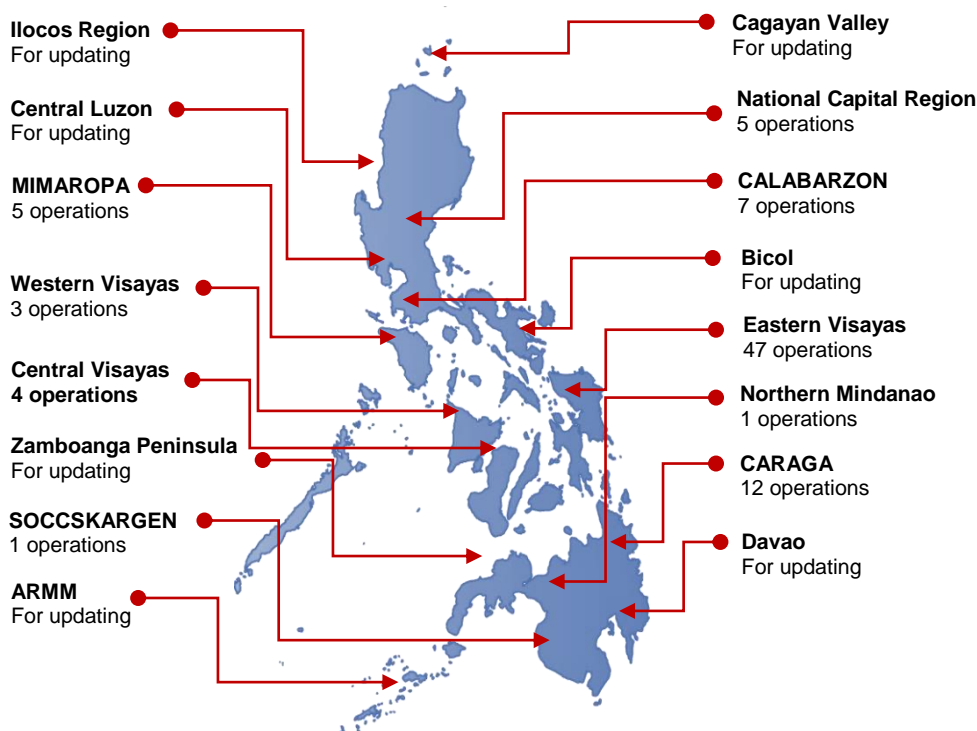 Ilocos Region
For updating
Central Luzon
For updating
MIMAROPA
5 operations
Western Visayas
3 operations
Central Visayas
4 operations
Zamboanga Peninsula
For updating
SOCCSKARGEN
1 operations
ARMM
For updating
Cagayan Valley
For updating
National Capital Region
5 operations
CALABARZON
7 operations
Bicol
For updating
Eastern Visayas
47 operations
Northern Mindanao
1 operations
CARAGA
12 operations
Davao
For updating